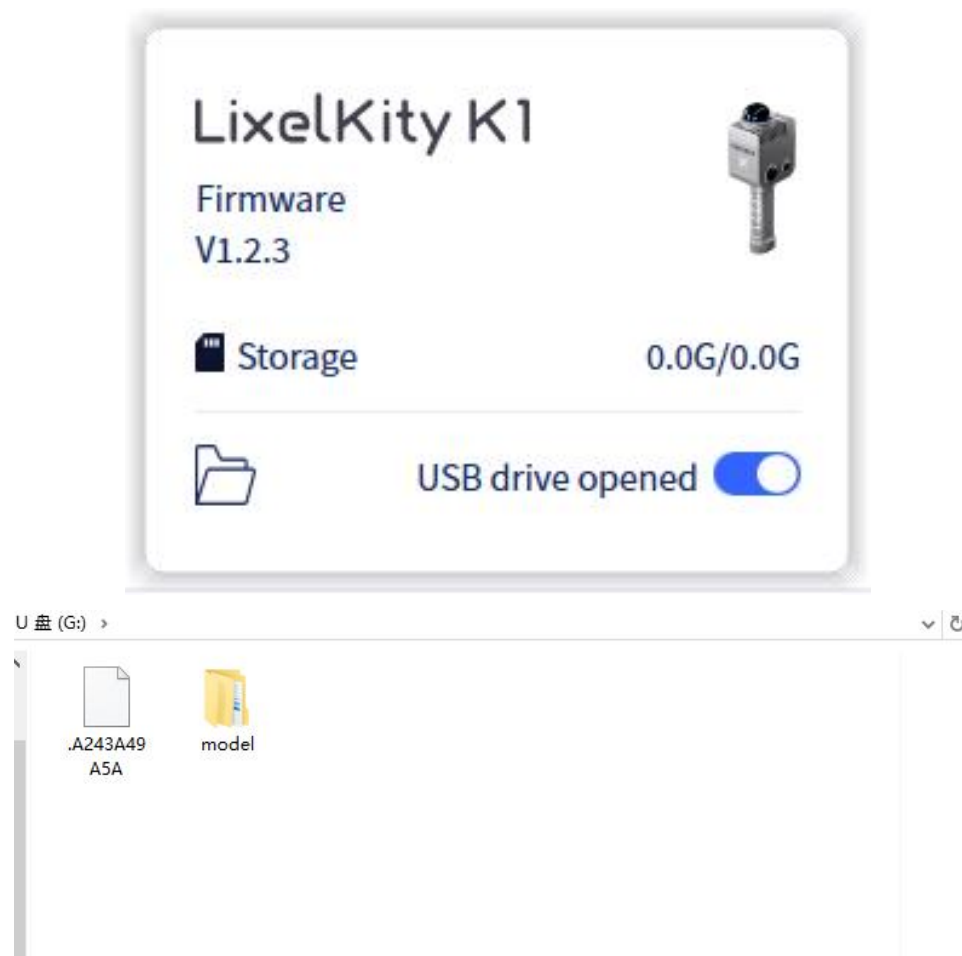 LixelKity K1
Firmware
V1.2.3
Storage 0.0G/0.0G
USB drive opened
U 盘 (G:) ›
.A243A49
A5A
model